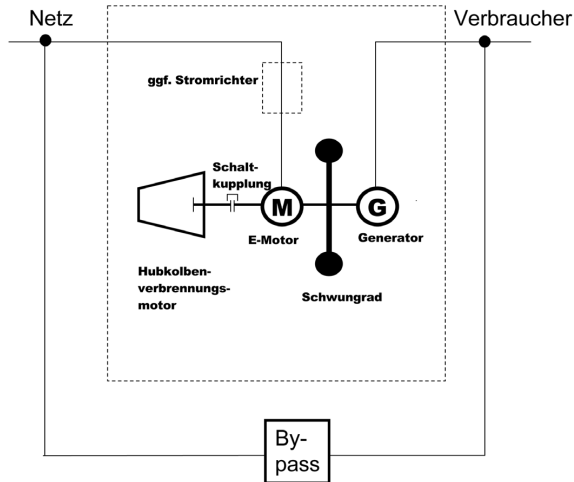 Netz
Verbraucher
ggf. Stromrichter
Schalt-
kupplung
M
G
E-Motor
Generator
Hubkolben-
verbrennungs-
motor
Schwungrad
By-
pass